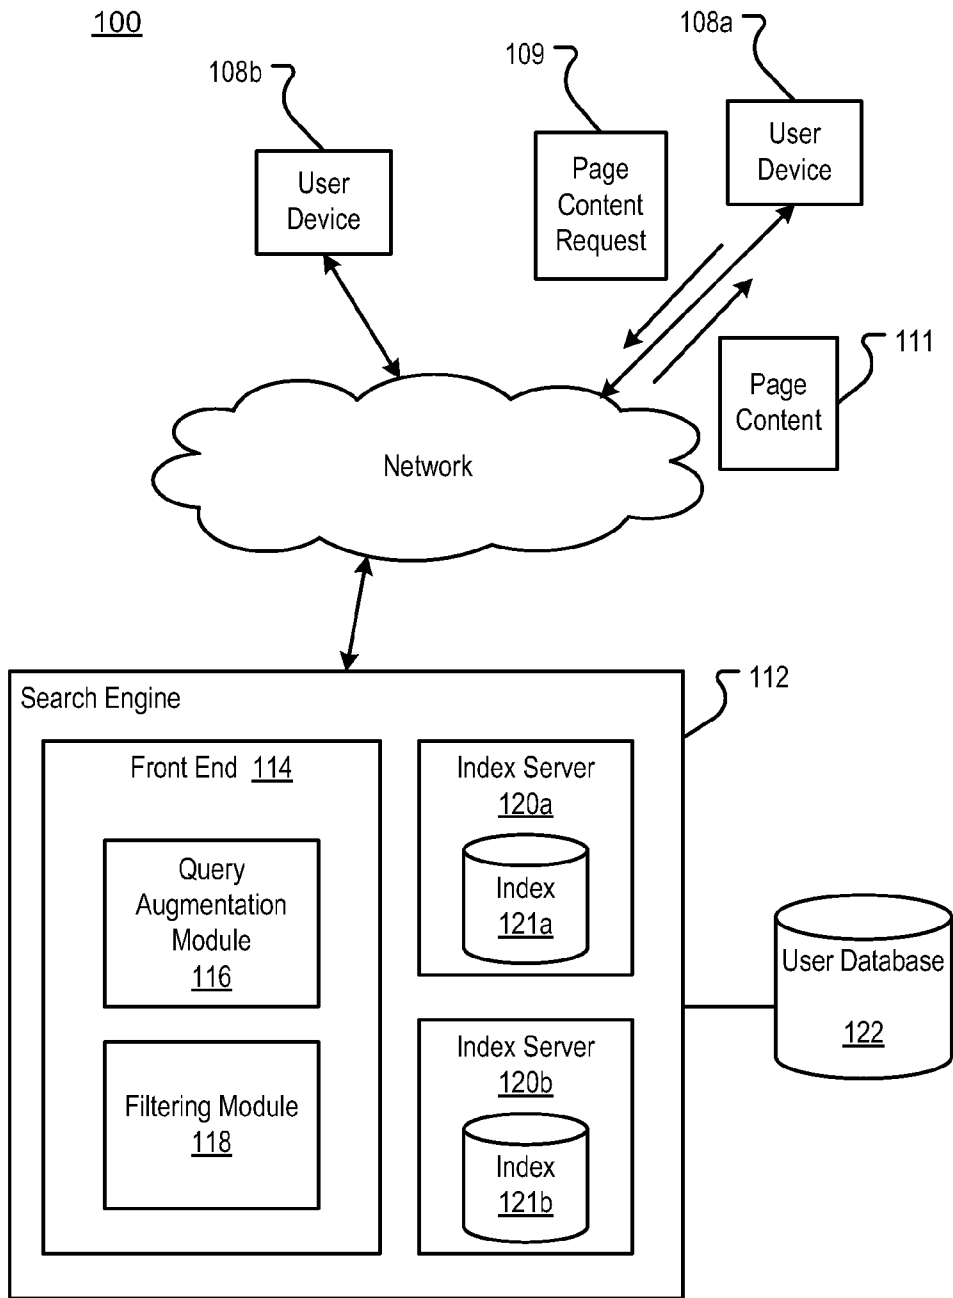 100
108b
109
108a
User
Device
Page
Content
Request
User
Device
111
Page
Content
Network
112
Search Engine
Front End 114
Query
Augmentation
Module
116
Filtering Module
118
Index Server
120a
Index
121a
Index Server
120b
Index
121b
User Database
122